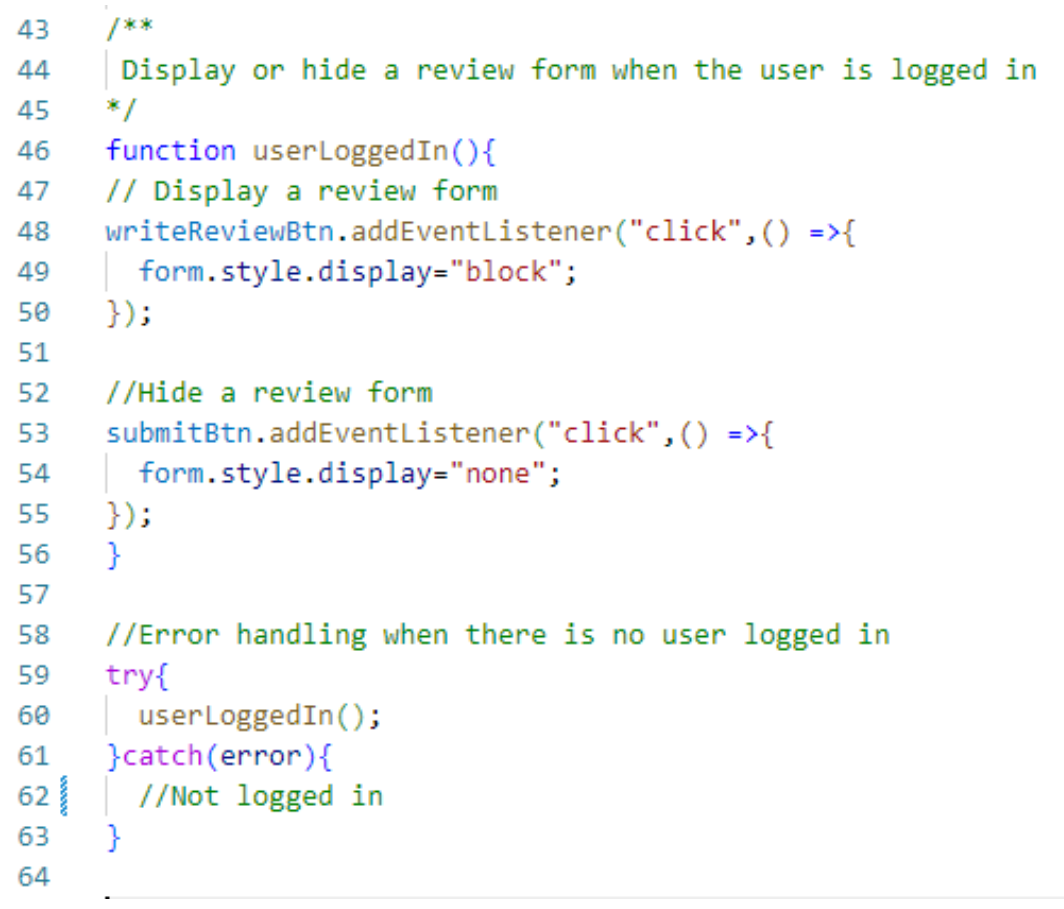 43 /**
44 Display or hide a review form when the user is logged in
45 */
46 function userLoggedIn(){
47 // Display a review form
48 writeReviewBtn.addEventListener("click",() =>{
49 form.style.display="block";
50 });
51
52 //Hide a review form
53 submitBtn.addEventListener("click",() =>{
54 form.style.display="none";
55 });
56 }
57
58 //Error handling when there is no user logged in
59 try{
60 userLoggedIn();
61 }catch(error){
62 //Not logged in
63 }
64